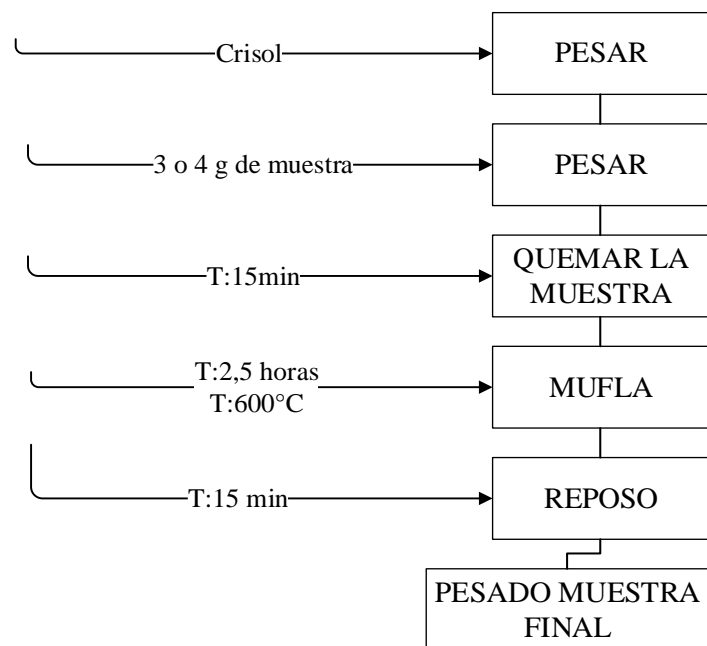 Crisol
PESAR
3 o 4 g de muestra
PESAR
T:15min
QUEMAR LA
MUESTRA
T:2,5 horas
T:600°C
MUFLA
T:15 min
REPOSO
PESADO MUESTRA
FINAL